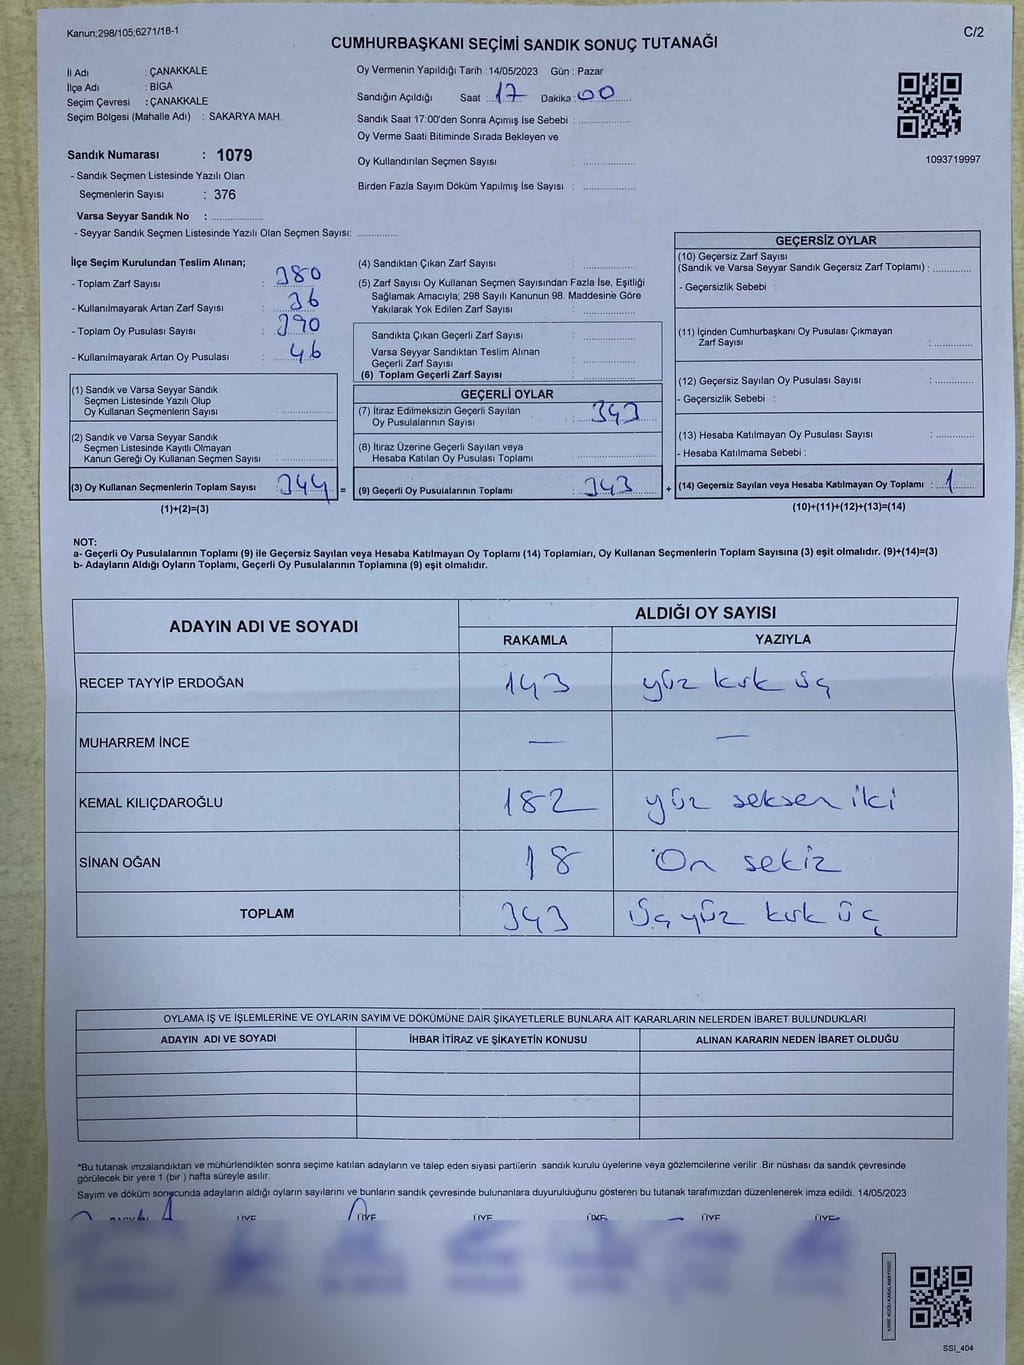 Kanun;298/105;6271/18-1
C/2
CUMHURBAŞKANI SEÇİMİ SANDIK SONUÇ TUTANAĞI
İl Adı : ÇANAKKALE
İlçe Adı : BİGA
Seçim Çevresi : ÇANAKKALE
Seçim Bölgesi (Mahalle Adı) : SAKARYA MAH.
Sandık Numarası : 1079
- Sandık Seçmen Listesinde Yazılı Olan
Seçmenlerin Sayısı : 376
Varsa Seyyar Sandık No : ..................
- Seyyar Sandık Seçmen Listesinde Yazılı Olan Seçmen Sayısı: ..............
Oy Vermenin Yapıldığı Tarih : 14/05/2023 Gün : Pazar
Sandığın Açıldığı Saat : 17 Dakika : 00
Sandık Saat 17:00'den Sonra Açımış İse Sebebi : ..................
Oy Verme Saati Bitiminde Sırada Bekleyen ve
Oy Kullandırılan Seçmen Sayısı : ..................
Birden Fazla Sayım Döküm Yapılmış İse Sayısı : ..................
1093719997
İlçe Seçim Kurulundan Teslim Alınan;
- Toplam Zarf Sayısı : 380
- Kullanılmayarak Artan Zarf Sayısı : 36
- Toplam Oy Pusulası Sayısı : 390
- Kullanılmayarak Artan Oy Pusulası : 46
(1) Sandık ve Varsa Seyyar Sandık
Seçmen Listesinde Yazılı Olup
Oy Kullanan Seçmenlerin Sayısı : ..................
(2) Sandık ve Varsa Seyyar Sandık
Seçmen Listesinde Kayıtlı Olmayan
Kanun Gereği Oy Kullanan Seçmen Sayısı : ..................
(3) Oy Kullanan Seçmenlerin Toplam Sayısı : 344 =
(1)+(2)=(3)
(4) Sandıktan Çıkan Zarf Sayısı : ..................
(5) Zarf Sayısı Oy Kullanan Seçmen Sayısından Fazla İse, Eşitliği
Sağlamak Amacıyla; 298 Sayılı Kanunun 98. Maddesine Göre
Yakılarak Yok Edilen Zarf Sayısı : ..................
Sandıkta Çıkan Geçerli Zarf Sayısı : ..................
Varsa Seyyar Sandıktan Teslim Alınan
Geçerli Zarf Sayısı : ..................
(6) Toplam Geçerli Zarf Sayısı : ..................
GEÇERLİ OYLAR
(7) İtiraz Edilmeksizin Geçerli Sayılan
Oy Pusulalarının Sayısı : 343
(8) İtiraz Üzerine Geçerli Sayılan veya
Hesaba Katılan Oy Pusulası Toplamı : ..................
(9) Geçerli Oy Pusulalarının Toplamı : 343 +
GEÇERSİZ OYLAR
(10) Geçersiz Zarf Sayısı
(Sandık ve Varsa Seyyar Sandık Geçersiz Zarf Toplamı) : ............
- Geçersizlik Sebebi :
(11) İçinden Cumhurbaşkanı Oy Pusulası Çıkmayan
Zarf Sayısı : ............
(12) Geçersiz Sayılan Oy Pusulası Sayısı : ............
- Geçersizlik Sebebi :
(13) Hesaba Katılmayan Oy Pusulası Sayısı : ............
- Hesaba Katılmama Sebebi :
(14) Geçersiz Sayılan veya Hesaba Katılmayan Oy Toplamı : 1
(10)+(11)+(12)+(13)=(14)
NOT:
a- Geçerli Oy Pusulalarının Toplamı (9) ile Geçersiz Sayılan veya Hesaba Katılmayan Oy Toplamı (14) Toplamları, Oy Kullanan Seçmenlerin Toplam Sayısına (3) eşit olmalıdır. (9)+(14)=(3)
b- Adayların Aldığı Oyların Toplamı, Geçerli Oy Pusulalarının Toplamına (9) eşit olmalıdır.
ADAYIN ADI VE SOYADI ALDIĞI OY SAYISI
RAKAMLA YAZIYLA
RECEP TAYYİP ERDOĞAN 143 yüz kırk üç
MUHARREM İNCE — —
KEMAL KILIÇDAROĞLU 182 yüz seksen iki
SİNAN OĞAN 18 On sekiz
TOPLAM 343 Üç yüz kırk üç
OYLAMA İŞ VE İŞLEMLERİNE VE OYLARIN SAYIM VE DÖKÜMÜNE DAİR ŞİKAYETLERLE BUNLARA AİT KARARLARIN NELERDEN İBARET BULUNDUKLARI
ADAYIN ADI VE SOYADI İHBAR İTİRAZ VE ŞİKAYETİN KONUSU ALINAN KARARIN NEDEN İBARET OLDUĞU
*Bu tutanak imzalandıktan ve mühürlendikten sonra seçime katılan adayların ve talep eden siyasi partilerin sandık kurulu üyelerine veya gözlemcilerine verilir .Bir nüshası da sandık çevresinde
görülecek bir yere 1 (bir ) hafta süreyle asılır.
Sayım ve döküm sonucunda adayların aldığı oyların sayılarını ve bunların sandık çevresinde bulunanlara duyurulduğunu gösteren bu tutanak tarafımızdan düzenlenerek imza edildi. 14/05/2023
ÜYE ÜYE ÜYE ÜYE ÜYE ÜYE
SSI_404